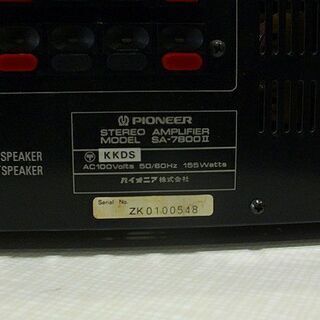 PIONEER
STEREO AMPLIFIER
MODEL SA-7800II
KKDS
AC100Volts 50/60Hz 155Watts
パイオニア株式会社
SPEAKER
SPEAKER
Serial No.
ZK0100548